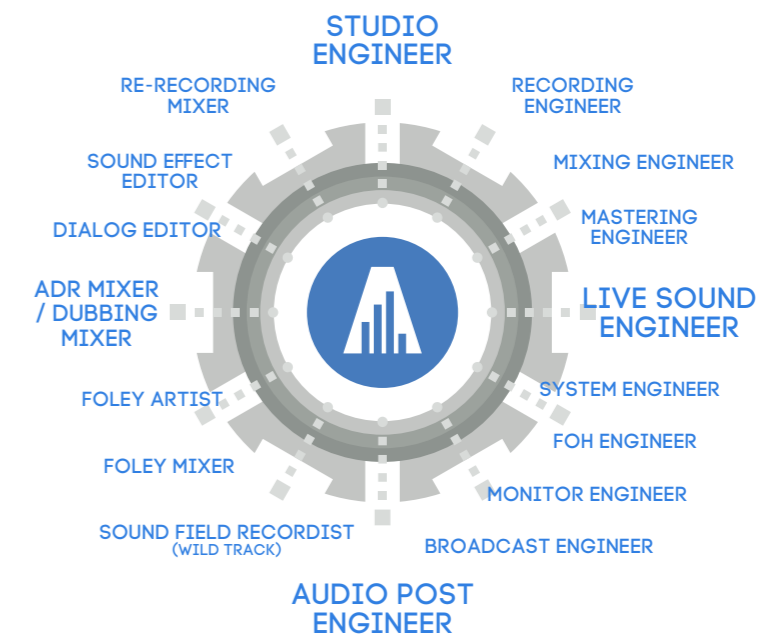 STUDIO
ENGINEER
RE-RECORDING
MIXER
RECORDING
ENGINEER
SOUND EFFECT
EDITOR
MIXING ENGINEER
DIALOG EDITOR
MASTERING
ENGINEER
ADR MIXER
/ DUBBING
MIXER
LIVE SOUND
ENGINEER
FOLEY ARTIST
SYSTEM ENGINEER
FOH ENGINEER
FOLEY MIXER
MONITOR ENGINEER
SOUND FIELD RECORDIST
(WILD TRACK)
BROADCAST ENGINEER
AUDIO POST
ENGINEER